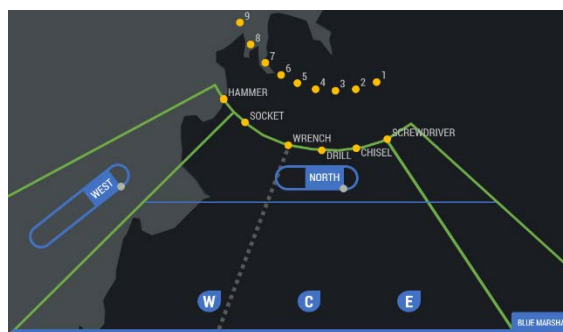 9
8
7
6
5
4
3
2
1
HAMMER
SOCKET
SCREWDRIVER
WRENCH
DRILL
CHISEL
WEST
NORTH
W
C
E
BLUE MARSHA